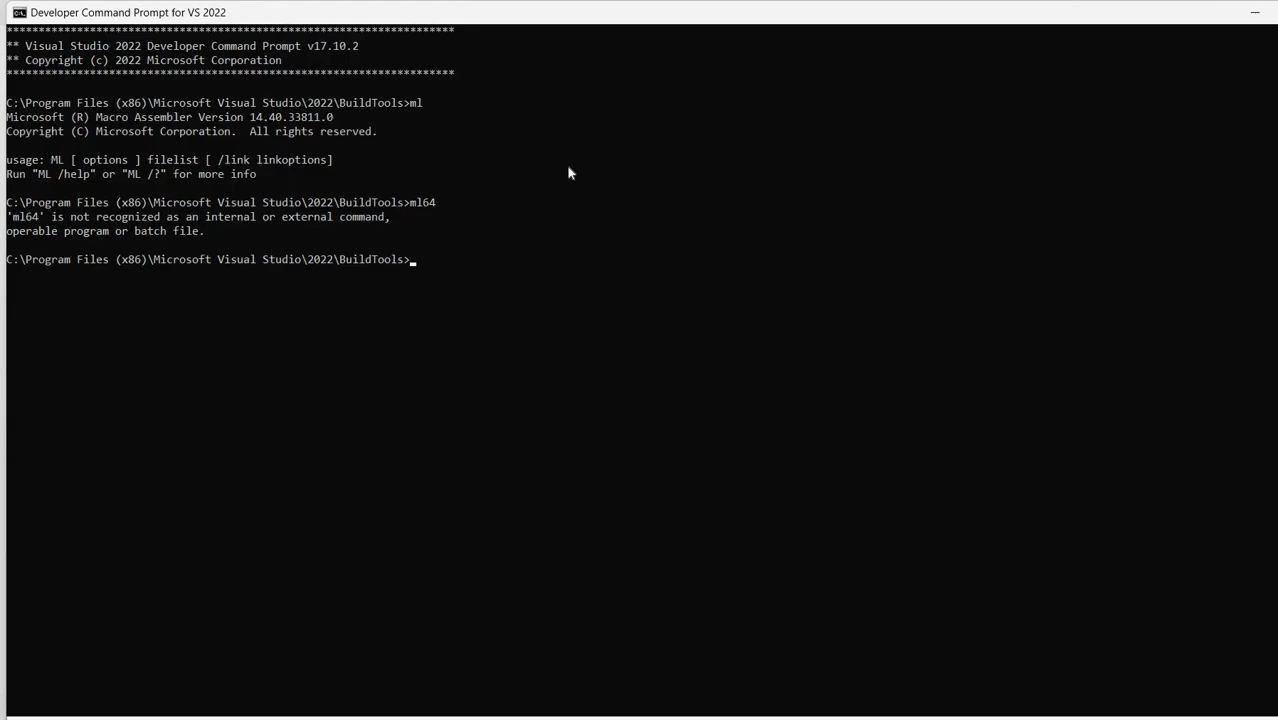 Developer Command Prompt for VS 2022
**********************************************************************
** Visual Studio 2022 Developer Command Prompt v17.10.2
** Copyright (c) 2022 Microsoft Corporation
**********************************************************************
C:\Program Files (x86)\Microsoft Visual Studio\2022\BuildTools>ml
Microsoft (R) Macro Assembler Version 14.40.33811.0
Copyright (C) Microsoft Corporation.  All rights reserved.
usage: ML [ options ] filelist [ /link linkoptions]
Run "ML /help" or "ML /?" for more info
C:\Program Files (x86)\Microsoft Visual Studio\2022\BuildTools>ml64
'ml64' is not recognized as an internal or external command,
operable program or batch file.
C:\Program Files (x86)\Microsoft Visual Studio\2022\BuildTools>